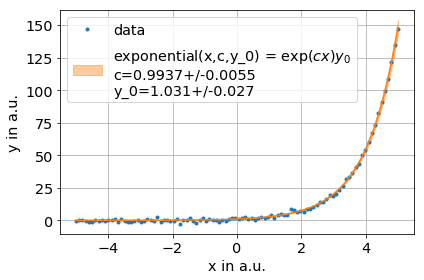 data
exponential(x,c,y_0) = exp(cx)y₀
c=0.9937+/-0.0055
y_0=1.031+/-0.027
150
125
100
75
50
25
0
y in a.u.
−4 −2 0 2 4
x in a.u.